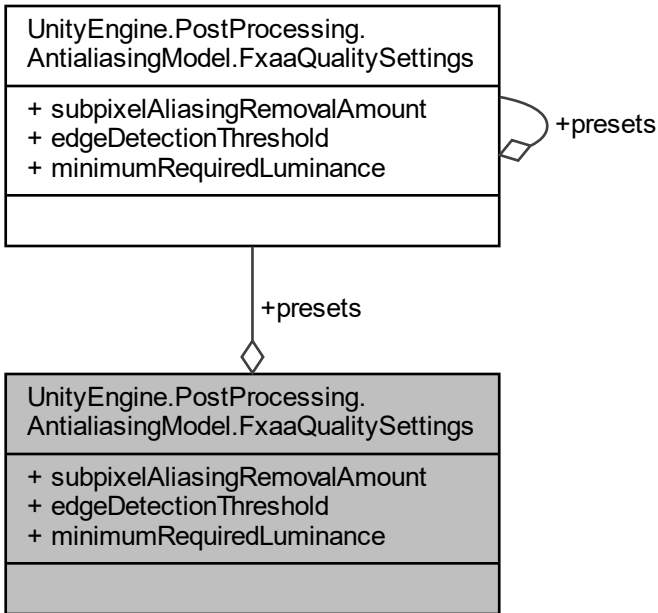 UnityEngine.PostProcessing.
AntialiasingModel.FxaaQualitySettings
+ subpixelAliasingRemovalAmount
+ edgeDetectionThreshold
+ minimumRequiredLuminance
+presets
+presets
UnityEngine.PostProcessing.
AntialiasingModel.FxaaQualitySettings
+ subpixelAliasingRemovalAmount
+ edgeDetectionThreshold
+ minimumRequiredLuminance